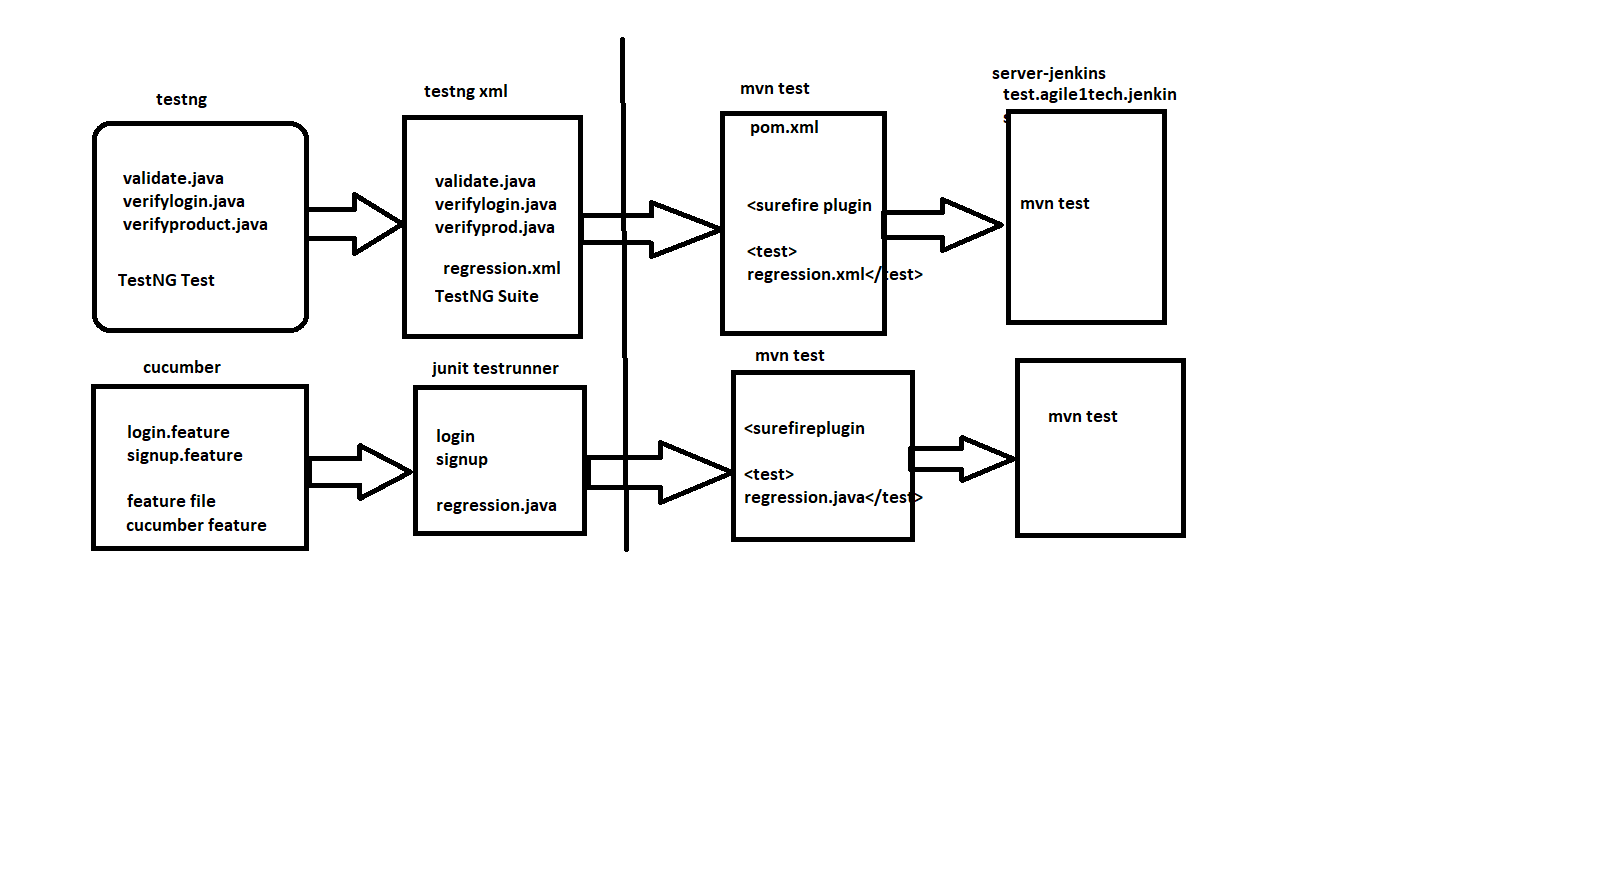 testng
validate.java
verifylogin.java
verifyproduct.java
TestNG Test
testng xml
validate.java
verifylogin.java
verifyprod.java
regression.xml
TestNG Suite
mvn test
pom.xml
<surefire plugin
<test>
regression.xml</test>
server-jenkins
test.agile1tech.jenkin
s
mvn test
cucumber
login.feature
signup.feature
feature file
cucumber feature
junit testrunner
login
signup
regression.java
mvn test
<surefireplugin
<test>
regression.java</test>
mvn test